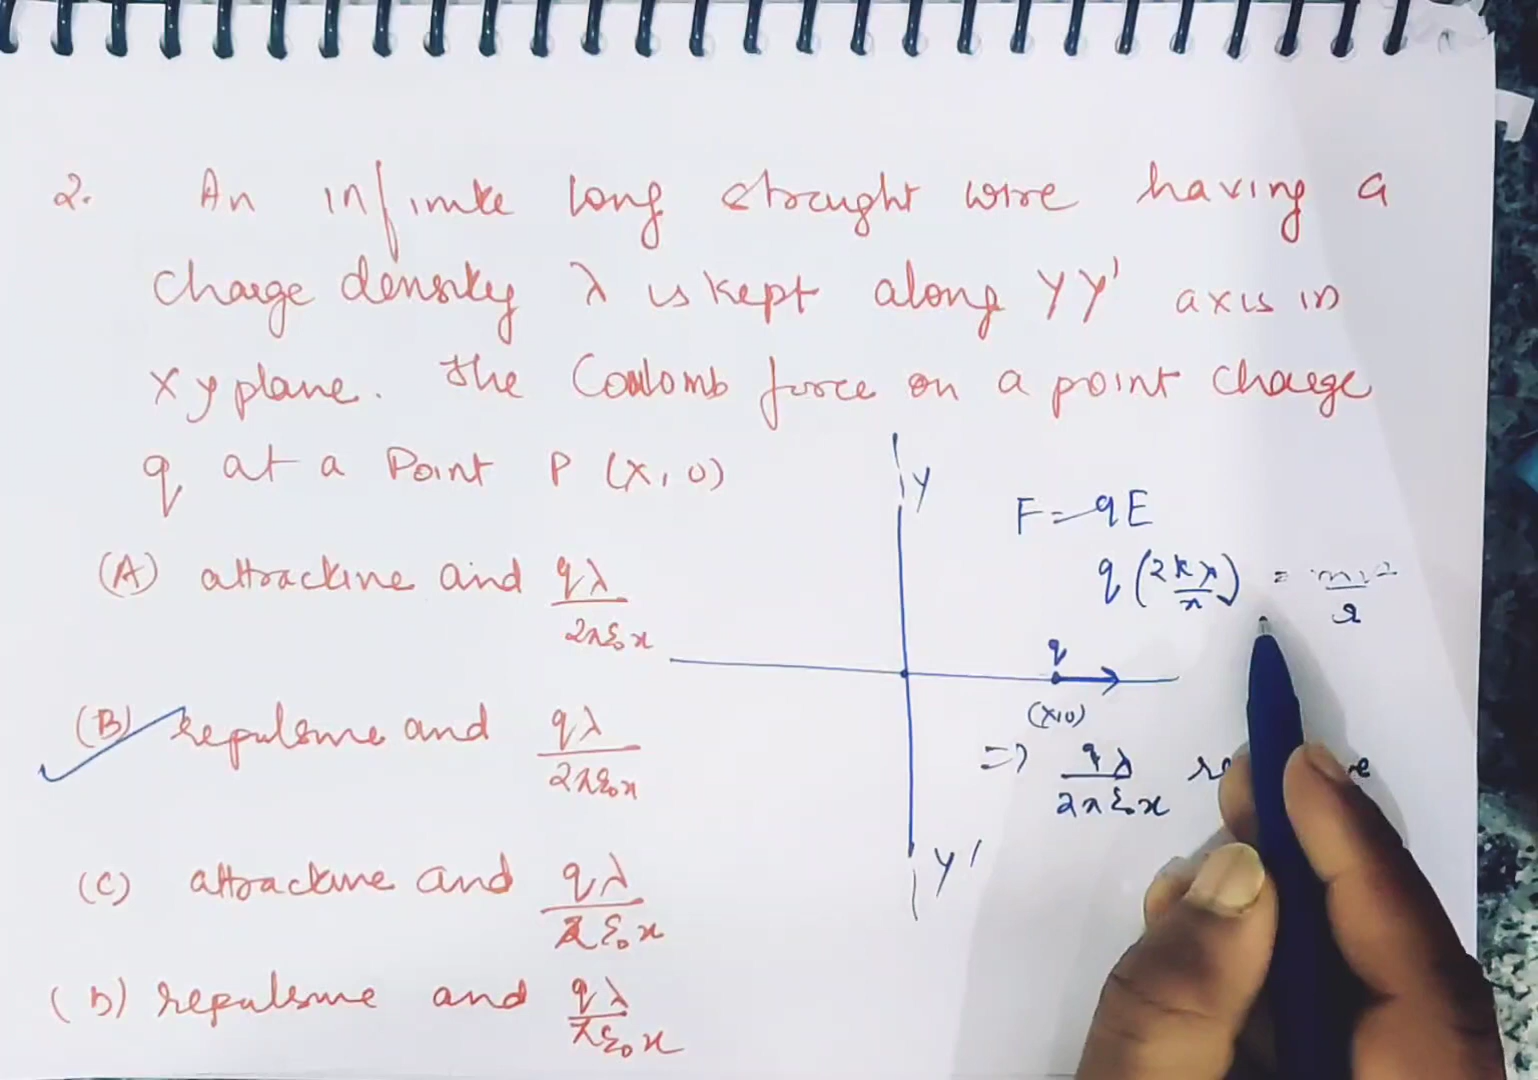 2. An infinite long straight wire having a
charge density λ is kept along YY' axis in
xy plane. The Coulomb force on a point charge
q at a point P (x, 0)
(A) attractive and qλ/2πε₀x
(B) repulsive and qλ/2πε₀x
(C) attractive and qλ/2ε₀x
(D) repulsive and qλ/πε₀x
Y
F = qE
q (2kλ/x) = mv²/r
q
(x,0)
⇒ qλ/2πε₀x
Y'